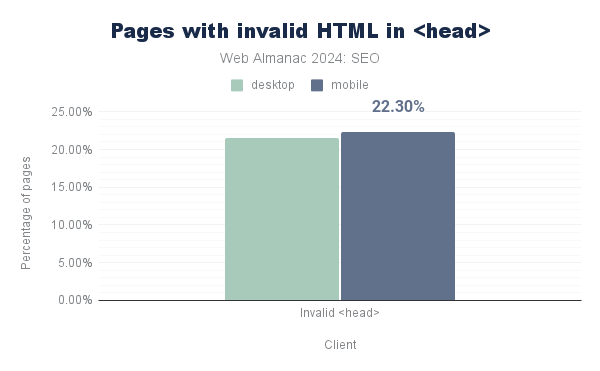 Pages with invalid HTML in <head>
Web Almanac 2024: SEO
desktop
mobile
22.30%
25.00%
20.00%
15.00%
10.00%
5.00%
0.00%
Percentage of pages
Invalid <head>
Client